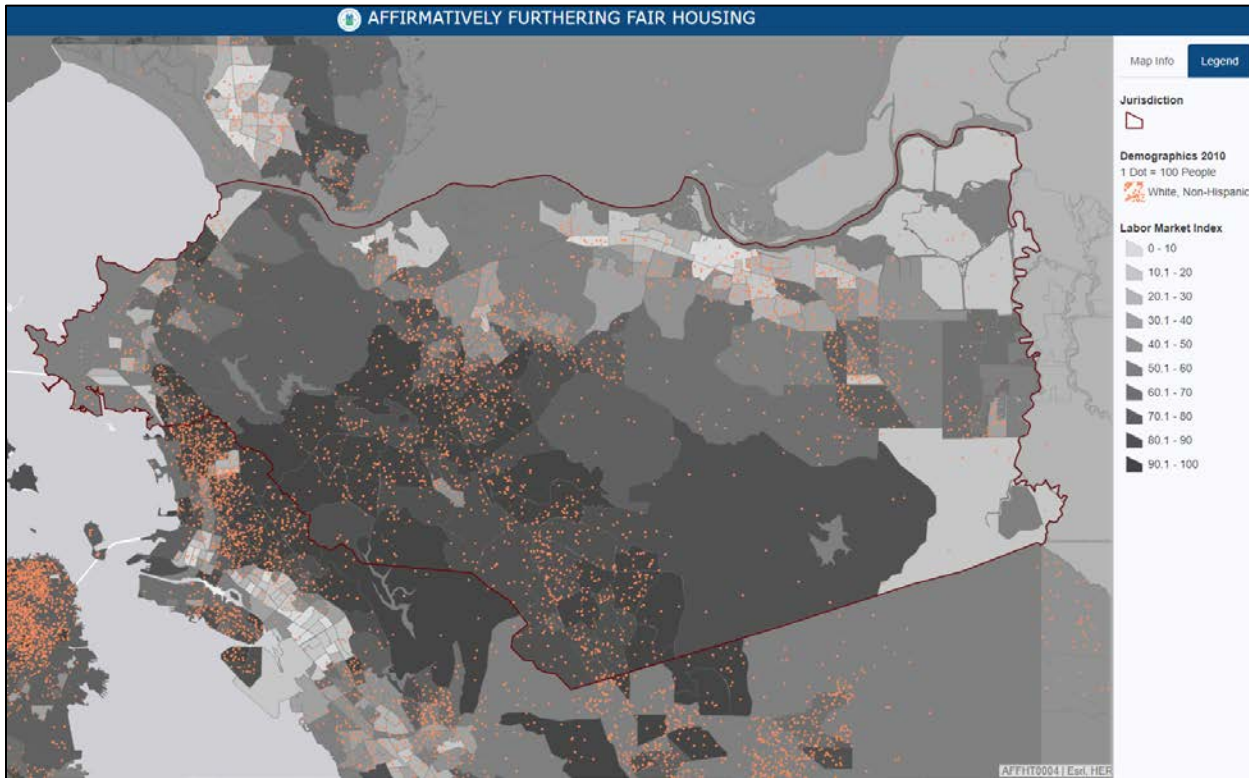 AFFIRMATIVELY FURTHERING FAIR HOUSING
Map Info
Legend
Jurisdiction
Demographics 2010
1 Dot = 100 People
White, Non-Hispanic
Labor Market Index
0 - 10
10.1 - 20
20.1 - 30
30.1 - 40
40.1 - 50
50.1 - 60
60.1 - 70
70.1 - 80
80.1 - 90
90.1 - 100
AFFHT0004 | Esri, HER